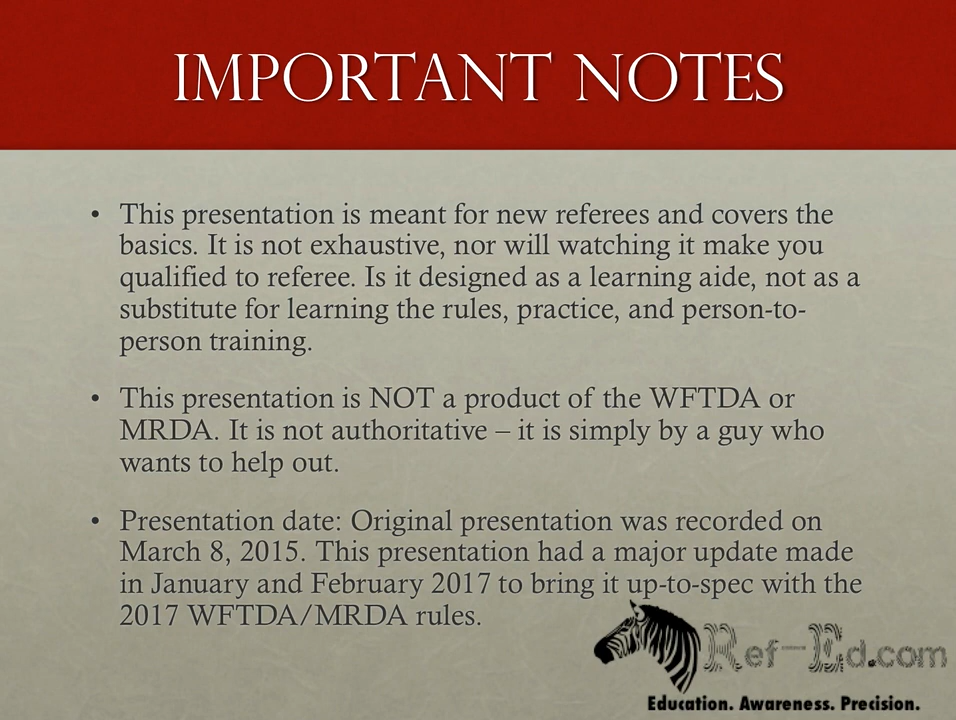 IMPORTANT NOTES
• This presentation is meant for new referees and covers the
basics. It is not exhaustive, nor will watching it make you
qualified to referee. Is it designed as a learning aide, not as a
substitute for learning the rules, practice, and person-to-
person training.
• This presentation is NOT a product of the WFTDA or
MRDA. It is not authoritative – it is simply by a guy who
wants to help out.
• Presentation date: Original presentation was recorded on
March 8, 2015. This presentation had a major update made
in January and February 2017 to bring it up-to-spec with the
2017 WFTDA/MRDA rules.
Ref-Ed.com
Education. Awareness. Precision.